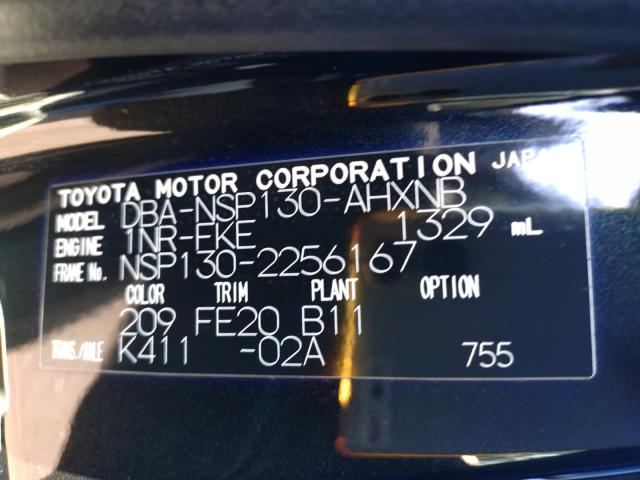 TOYOTA MOTOR CORPORATION JAPAN
MODEL DBA-NSP130-AHXNB
ENGINE 1NR-FKE 1329 mL
FRAME No. NSP130-2256167
COLOR TRIM PLANT OPTION
209 FE20 B11
TRANS./AXLE K411 -02A 755